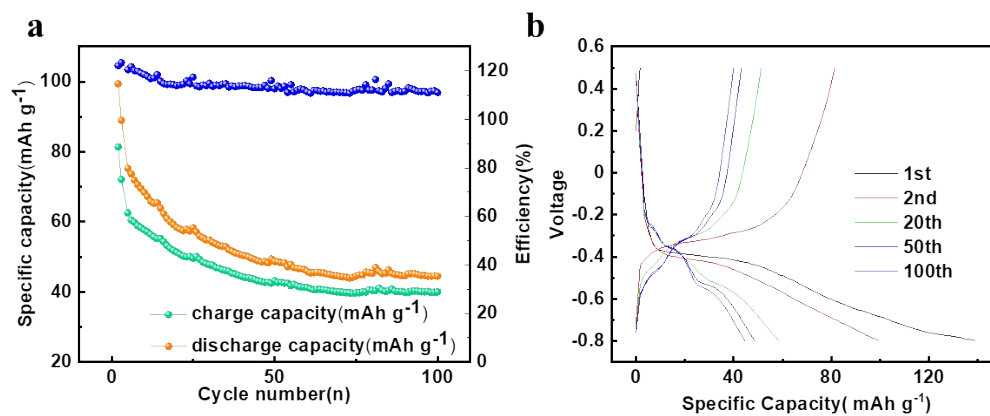 a
Specific capacity(mAh g-1)
100
80
60
40
20
120
100
80
60
40
20
0
Efficiency(%)
charge capacity(mAh g-1)
discharge capacity(mAh g-1)
0
50
100
Cycle number(n)
b
Voltage
0.6
0.4
0.2
0
-0.2
-0.4
-0.6
-0.8
1st
2nd
20th
50th
100th
0
40
80
120
Specific Capacity( mAh g-1)